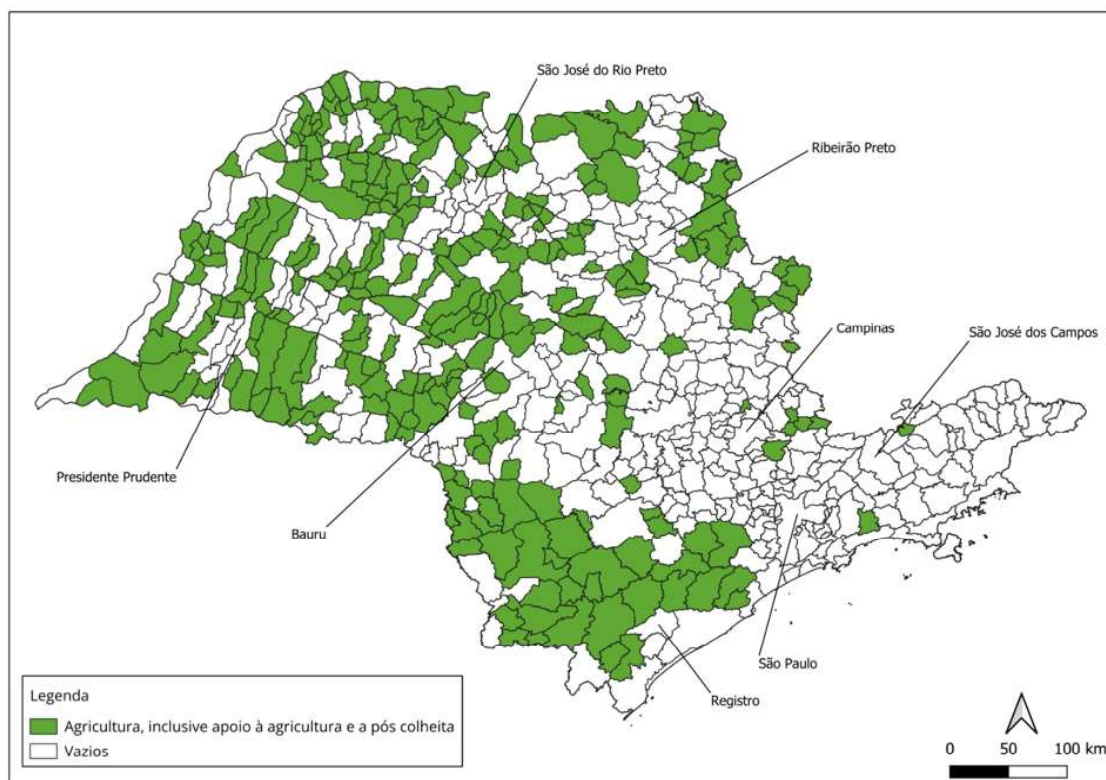 São José do Rio Preto
Ribeirão Preto
Campinas
São José dos Campos
Presidente Prudente
Bauru
São Paulo
Registro
Legenda
Agricultura, inclusive apoio à agricultura e a pós colheita
Vazios
0 50 100 km